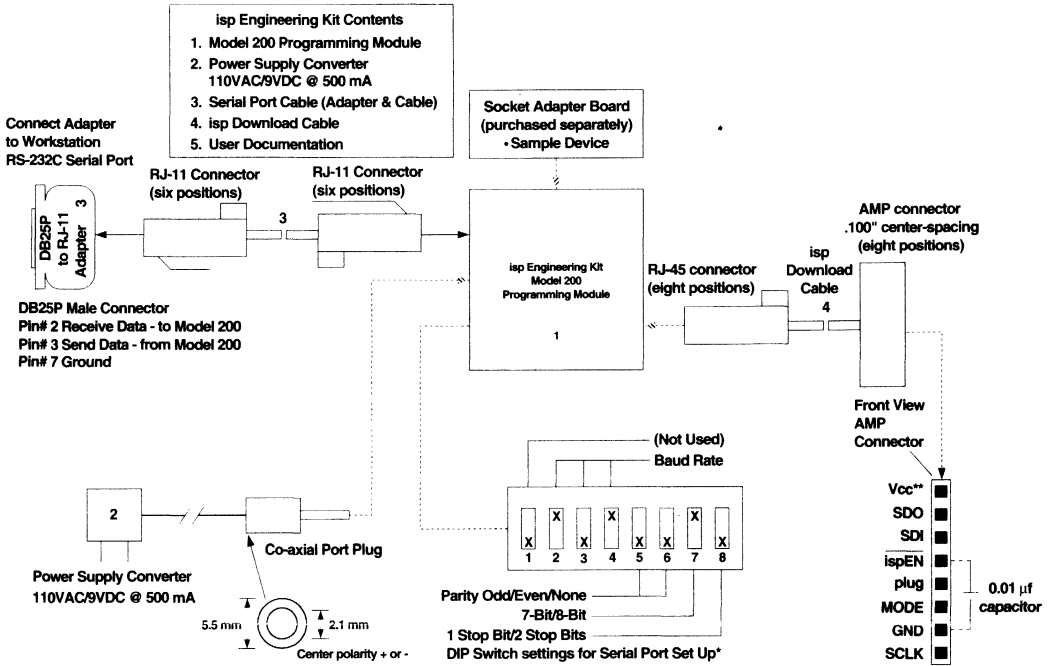 isp Engineering Kit Contents
1. Model 200 Programming Module
2. Power Supply Converter
110VAC/9VDC @ 500 mA
3. Serial Port Cable (Adapter & Cable)
4. isp Download Cable
5. User Documentation
Socket Adapter Board
(purchased separately)
• Sample Device
Connect Adapter
to Workstation
RS-232C Serial Port
RJ-11 Connector
(six positions)
RJ-11 Connector
(six positions)
3
DB25P
to RJ-11
Adapter 3
DB25P Male Connector
Pin# 2 Receive Data - to Model 200
Pin# 3 Send Data - from Model 200
Pin# 7 Ground
isp Engineering Kit
Model 200
Programming Module
1
RJ-45 connector
(eight positions)
isp
Download
Cable
4
AMP connector
.100" center-spacing
(eight positions)
Front View
AMP
Connector
Vcc**
SDO
SDI
ispEN
plug
MODE
GND
SCLK
0.01 µf
capacitor
(Not Used)
Baud Rate
X X
X X X X X X
1 2 3 4 5 6 7 8
Parity Odd/Even/None
7-Bit/8-Bit
1 Stop Bit/2 Stop Bits
DIP Switch settings for Serial Port Set Up*
2
Power Supply Converter
110VAC/9VDC @ 500 mA
Co-axial Port Plug
5.5 mm
2.1 mm
Center polarity + or -